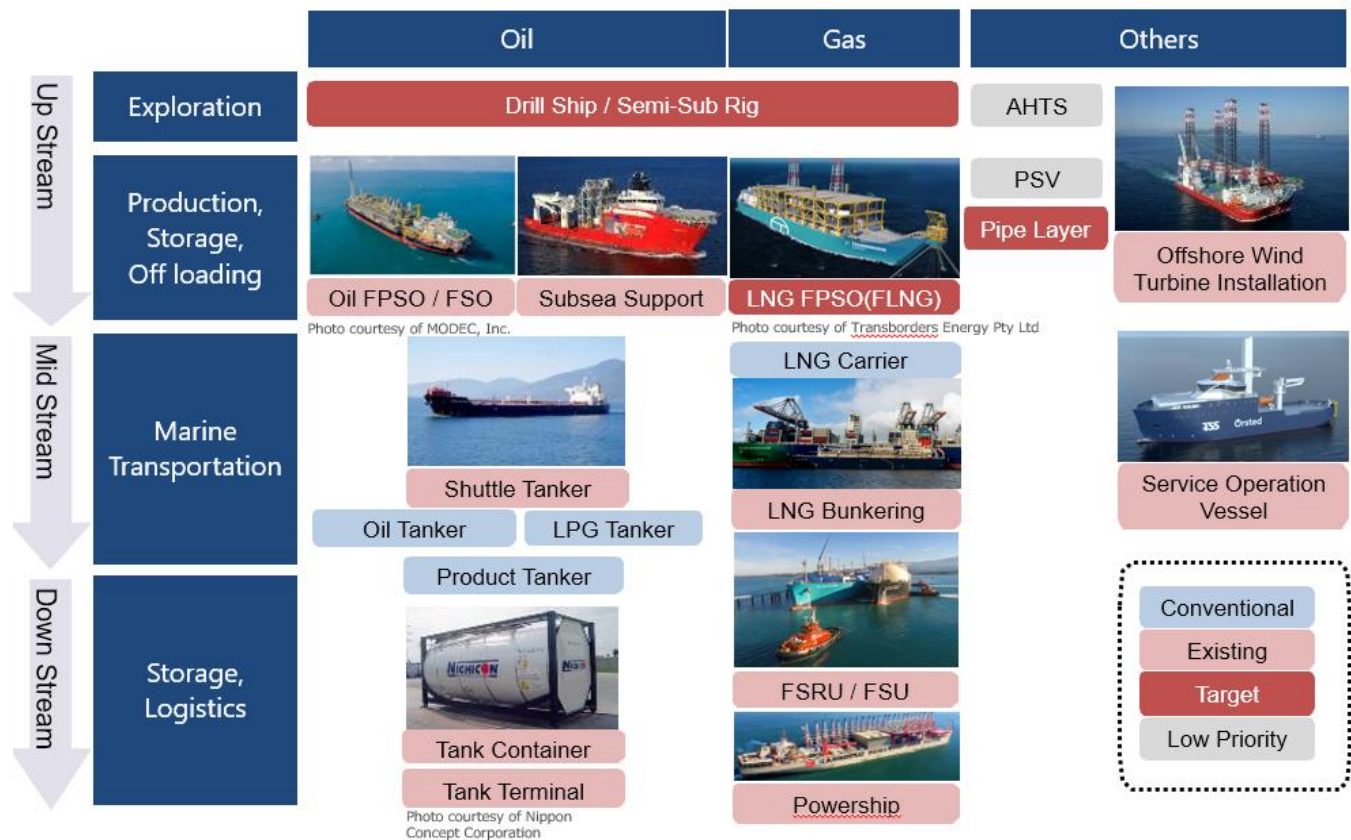 Oil
Gas
Others
Up Stream
Exploration
Drill Ship / Semi-Sub Rig
AHTS
Production,
Storage,
Off loading
PSV
Pipe Layer
Oil FPSO / FSO
Subsea Support
LNG FPSO(FLNG)
Offshore Wind
Turbine Installation
Photo courtesy of MODEC, Inc.
Photo courtesy of Transborders Energy Pty Ltd
Mid Stream
Marine
Transportation
LNG Carrier
Shuttle Tanker
LNG Bunkering
TSS
Orsted
Service Operation
Vessel
Oil Tanker
LPG Tanker
Product Tanker
Down Stream
Storage,
Logistics
NICHICON
NICHICON
FSRU / FSU
Tank Container
Tank Terminal
Powership
Photo courtesy of Nippon
Concept Corporation
Conventional
Existing
Target
Low Priority